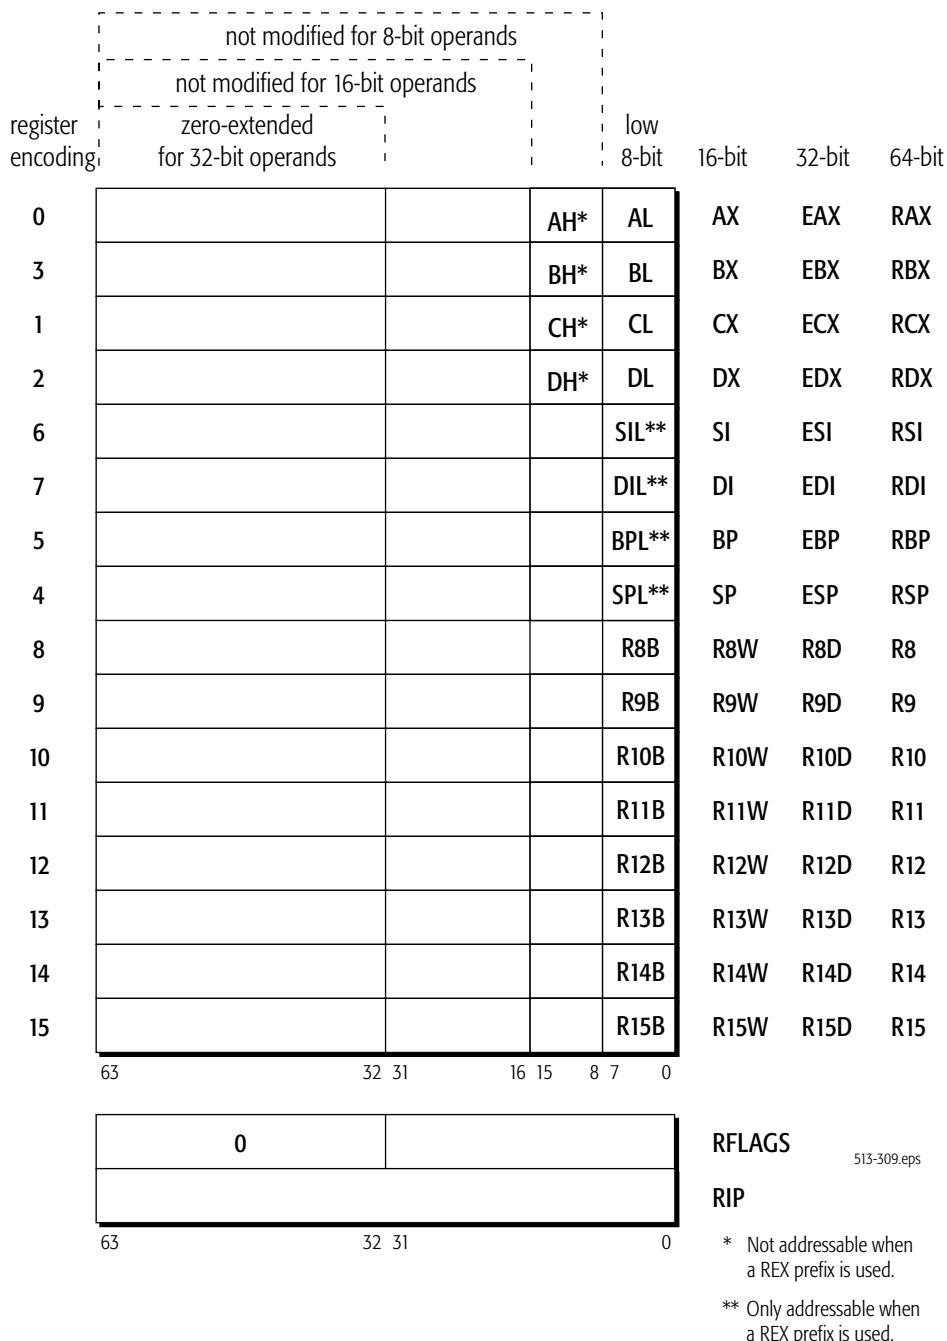 not modified for 8-bit operands
not modified for 16-bit operands
register zero-extended low
encoding for 32-bit operands 8-bit 16-bit 32-bit 64-bit
0 AH* AL AX EAX RAX
3 BH* BL BX EBX RBX
1 CH* CL CX ECX RCX
2 DH* DL DX EDX RDX
6 SIL** SI ESI RSI
7 DIL** DI EDI RDI
5 BPL** BP EBP RBP
4 SPL** SP ESP RSP
8 R8B R8W R8D R8
9 R9B R9W R9D R9
10 R10B R10W R10D R10
11 R11B R11W R11D R11
12 R12B R12W R12D R12
13 R13B R13W R13D R13
14 R14B R14W R14D R14
15 R15B R15W R15D R15
63 32 31 16 15 8 7 0
0 RFLAGS 513-309.eps
RIP
63 32 31 0
* Not addressable when
a REX prefix is used.
** Only addressable when
a REX prefix is used.